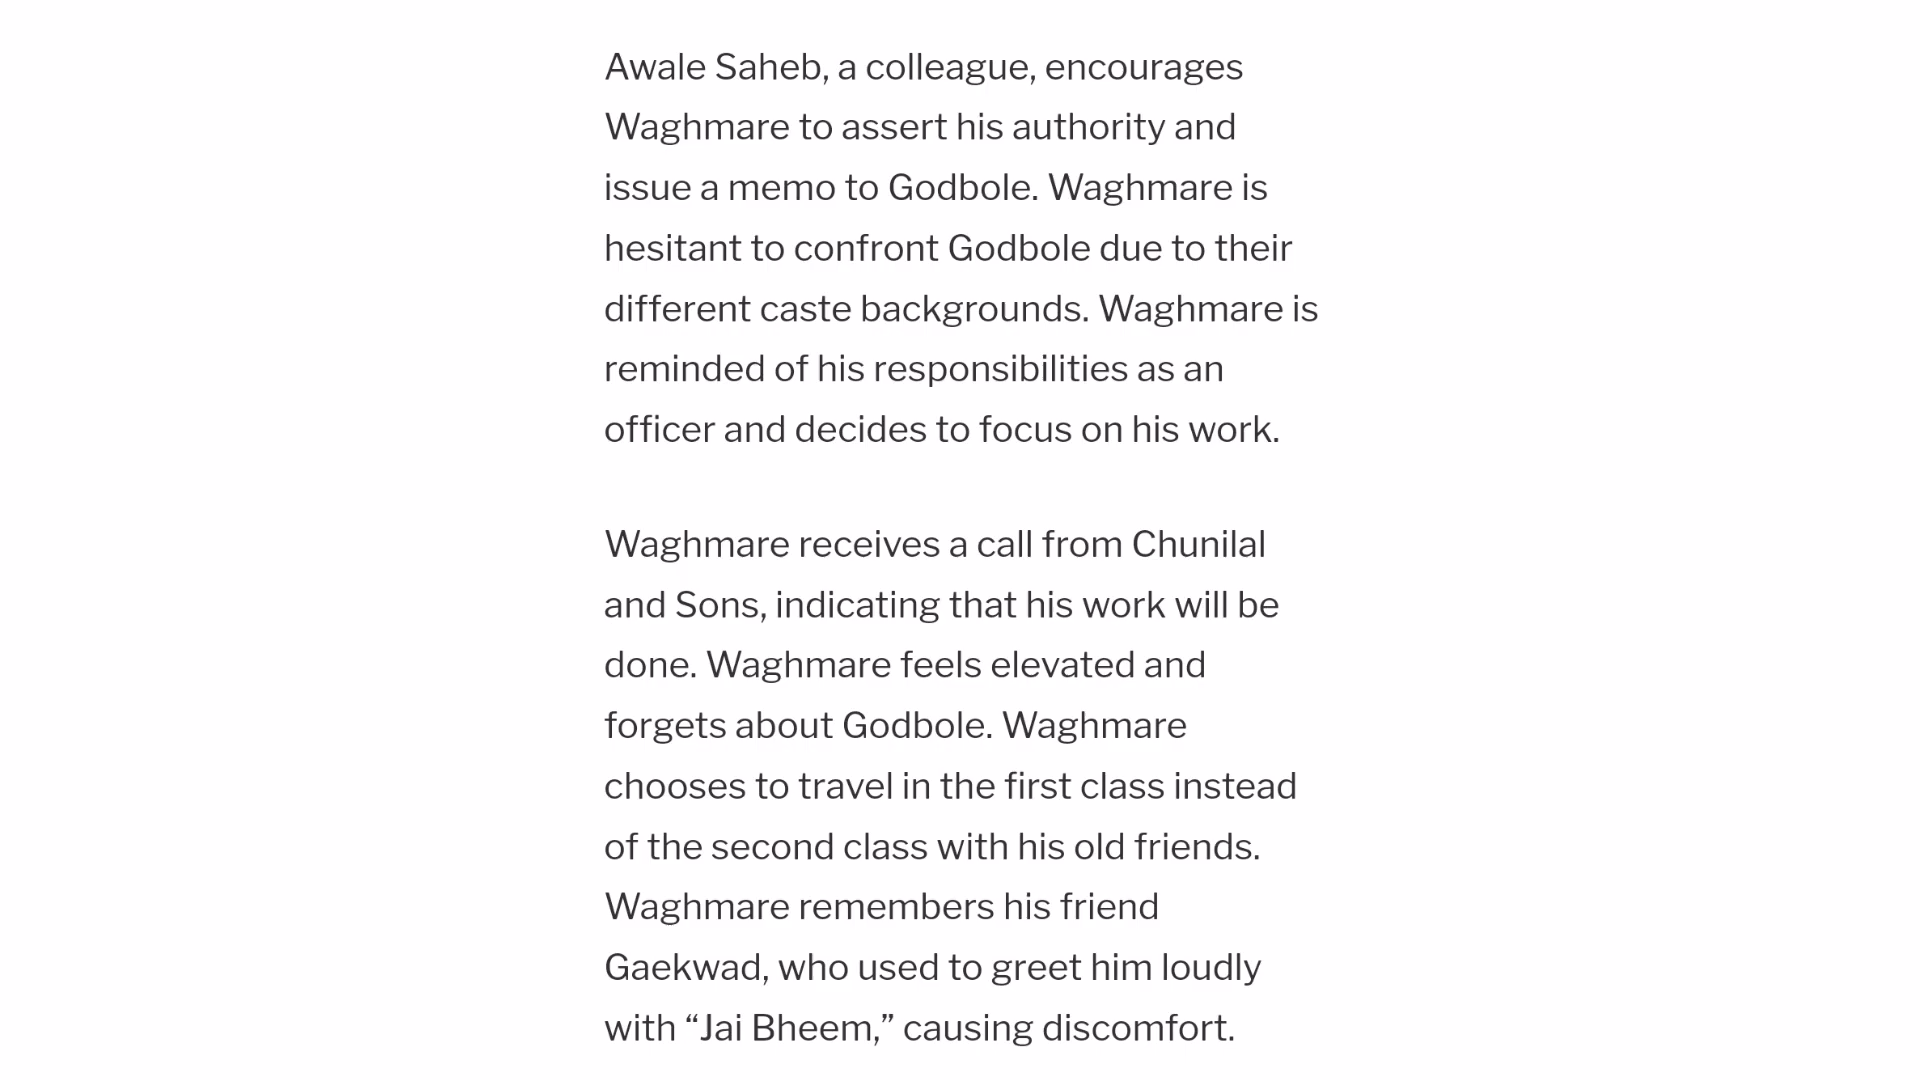 Awale Saheb, a colleague, encourages
Waghmare to assert his authority and
issue a memo to Godbole. Waghmare is
hesitant to confront Godbole due to their
different caste backgrounds. Waghmare is
reminded of his responsibilities as an
officer and decides to focus on his work.
Waghmare receives a call from Chunilal
and Sons, indicating that his work will be
done. Waghmare feels elevated and
forgets about Godbole. Waghmare
chooses to travel in the first class instead
of the second class with his old friends.
Waghmare remembers his friend
Gaekwad, who used to greet him loudly
with “Jai Bheem,” causing discomfort.